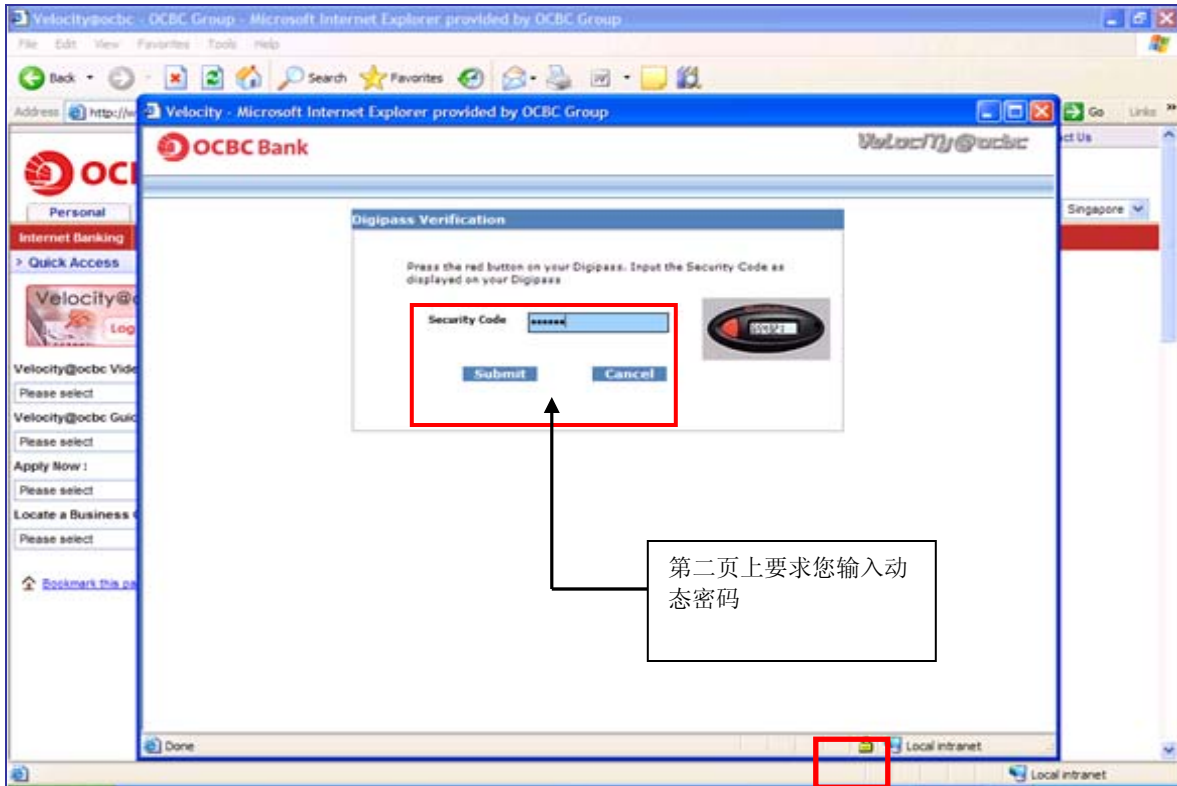 Velocity@ocbc - OCBC Group - Microsoft Internet Explorer provided by OCBC Group
File Edit View Favorites Tools Help
Back Search Favorites
Address http://w Go Links »
Velocity - Microsoft Internet Explorer provided by OCBC Group
OCBC Bank Velocity@ocbc
ct Us
OCB
Personal
Singapore
Internet Banking
> Quick Access
Velocity@o
Log
Velocity@ocbc Vide
Please select
Velocity@ocbc Guid
Please select
Apply Now :
Please select
Locate a Business
Please select
Bookmark this pa
Digipass Verification
Press the red button on your Digipass. Input the Security Code as
displayed on your Digipass
Security Code ••••••
Submit Cancel
第二页上要求您输入动
态密码
Done Local intranet
Local intranet